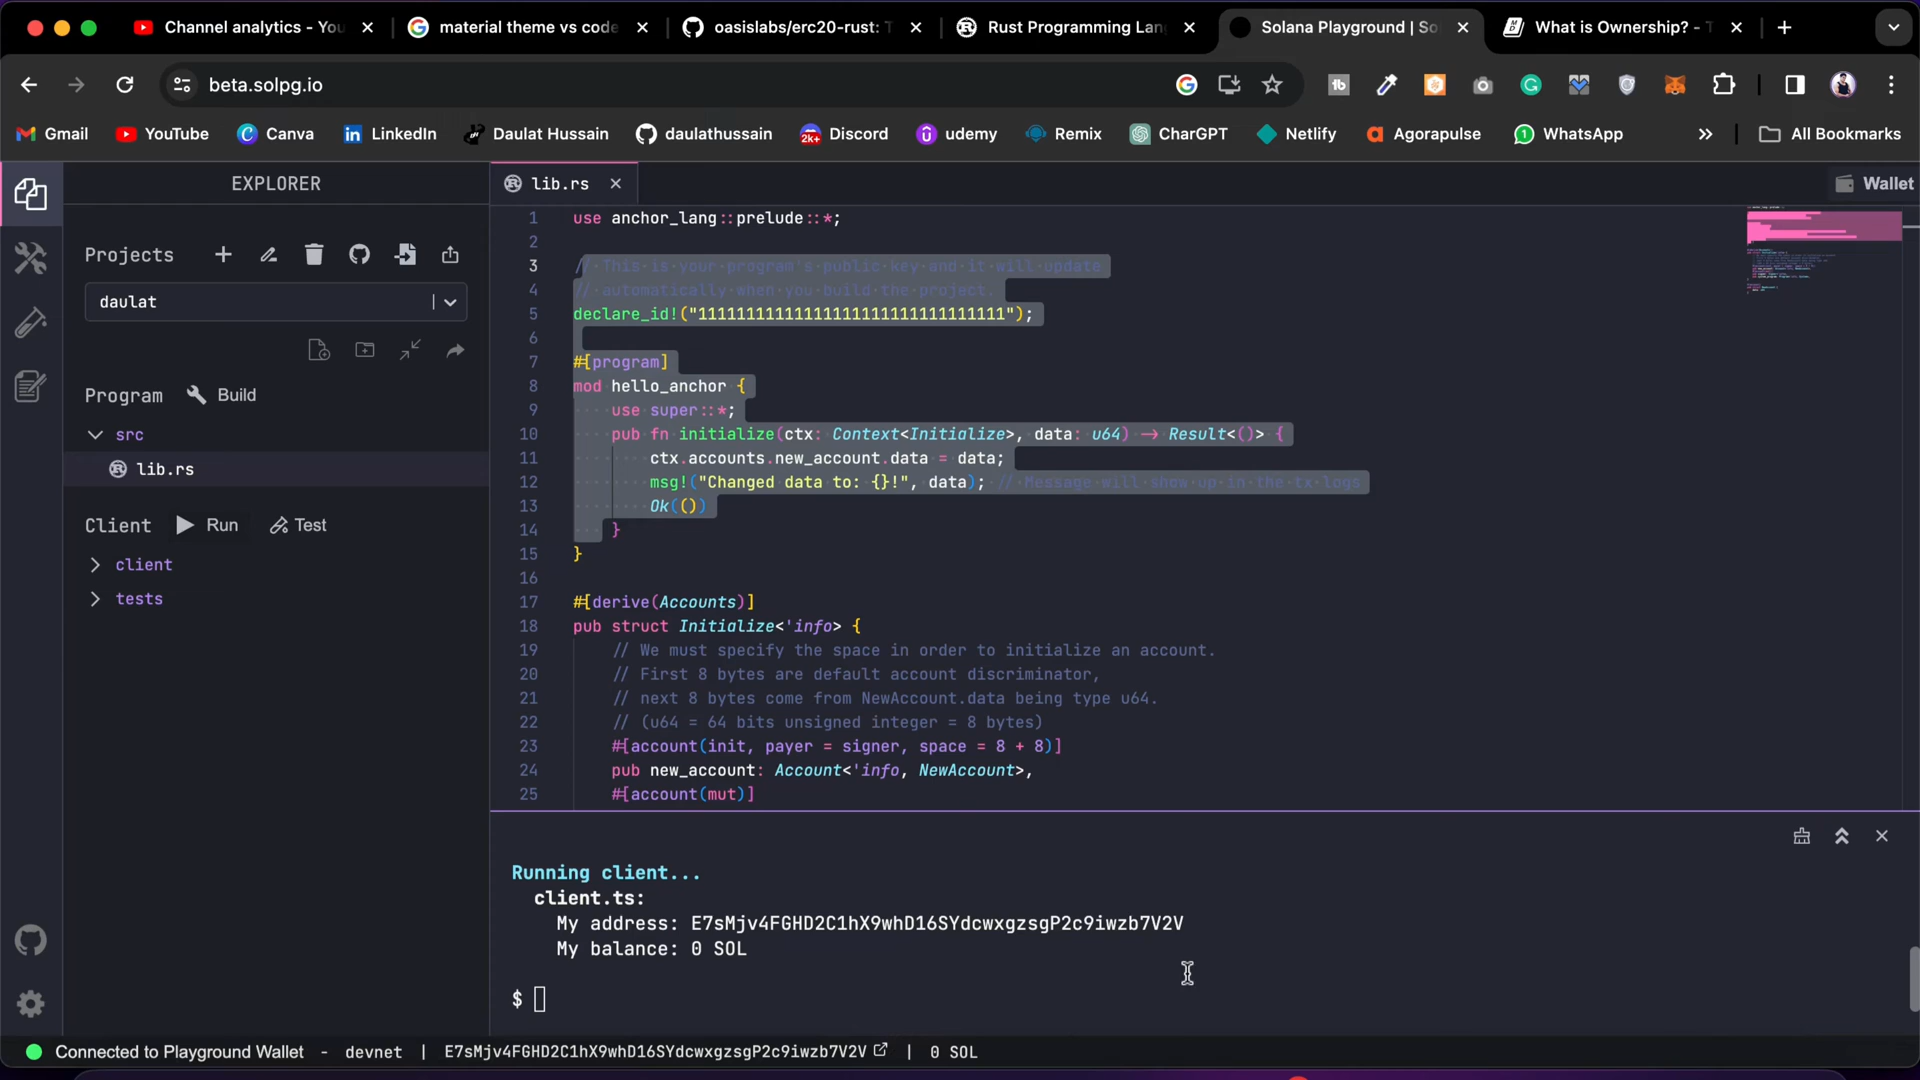 Channel analytics - You
material theme vs code
oasislabs/erc20-rust: T
Rust Programming Lan
Solana Playground | So
What is Ownership? - T
beta.solpg.io
Gmail
YouTube
Canva
LinkedIn
Daulat Hussain
daulathussain
2k+
Discord
udemy
Remix
CharGPT
Netlify
Agorapulse
1
WhatsApp
All Bookmarks
EXPLORER
lib.rs
Wallet
Projects
daulat
Program
Build
src
lib.rs
Client
Run
Test
client
tests
1 use anchor_lang::prelude::*;
2
3 // This is your program's public key and it will update
4 // automatically when you build the project.
5 declare_id!("11111111111111111111111111111111");
6
7 #[program]
8 mod hello_anchor {
9 use super::*;
10 pub fn initialize(ctx: Context<Initialize>, data: u64) -> Result<()> {
11 ctx.accounts.new_account.data = data;
12 msg!("Changed data to: {}!", data); // Message will show up in the tx logs
13 Ok(())
14 }
15 }
16
17 #[derive(Accounts)]
18 pub struct Initialize<'info> {
19 // We must specify the space in order to initialize an account.
20 // First 8 bytes are default account discriminator,
21 // next 8 bytes come from NewAccount.data being type u64.
22 // (u64 = 64 bits unsigned integer = 8 bytes)
23 #[account(init, payer = signer, space = 8 + 8)]
24 pub new_account: Account<'info, NewAccount>,
25 #[account(mut)]
Running client...
client.ts:
My address: E7sMjv4FGHD2C1hX9whD16SYdcwxgzsgP2c9iwzb7V2V
My balance: 0 SOL
$
Connected to Playground Wallet - devnet | E7sMjv4FGHD2C1hX9whD16SYdcwxgzsgP2c9iwzb7V2V | 0 SOL